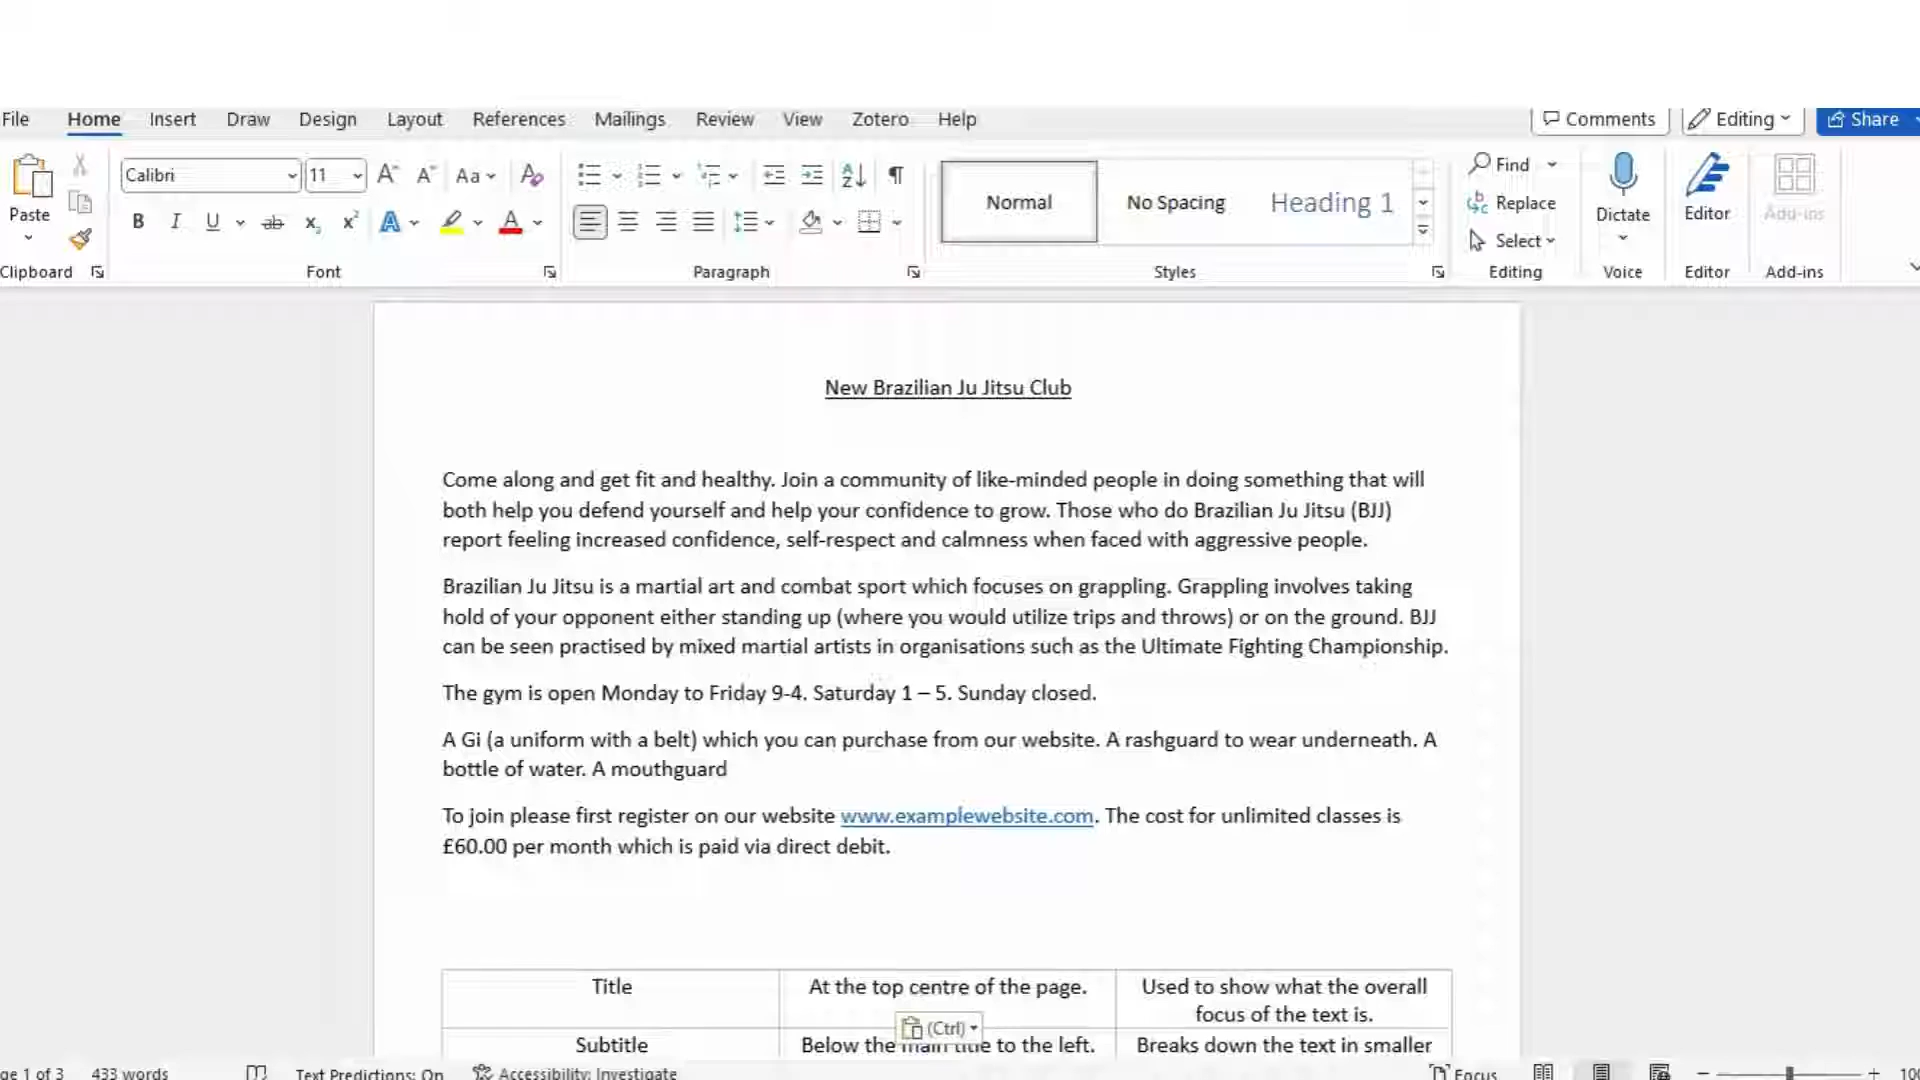 File Home Insert Draw Design Layout References Mailings Review View Zotero Help Comments Editing Share
Paste
Clipboard
Calibri 11
Font
Paragraph
Normal No Spacing Heading 1
Styles
Find
Replace
Select
Editing
Dictate
Voice
Editor
Editor
Add-ins
Add-ins
New Brazilian Ju Jitsu Club
Come along and get fit and healthy. Join a community of like-minded people in doing something that will
both help you defend yourself and help your confidence to grow. Those who do Brazilian Ju Jitsu (BJJ)
report feeling increased confidence, self-respect and calmness when faced with aggressive people.
Brazilian Ju Jitsu is a martial art and combat sport which focuses on grappling. Grappling involves taking
hold of your opponent either standing up (where you would utilize trips and throws) or on the ground. BJJ
can be seen practised by mixed martial artists in organisations such as the Ultimate Fighting Championship.
The gym is open Monday to Friday 9-4. Saturday 1 – 5. Sunday closed.
A Gi (a uniform with a belt) which you can purchase from our website. A rashguard to wear underneath. A
bottle of water. A mouthguard
To join please first register on our website www.examplewebsite.com. The cost for unlimited classes is
£60.00 per month which is paid via direct debit.
Title At the top centre of the page. Used to show what the overall
focus of the text is.
(Ctrl)
Subtitle Below the main title to the left. Breaks down the text in smaller
ge 1 of 3 433 words Text Predictions: On Accessibility: Investigate Focus 100